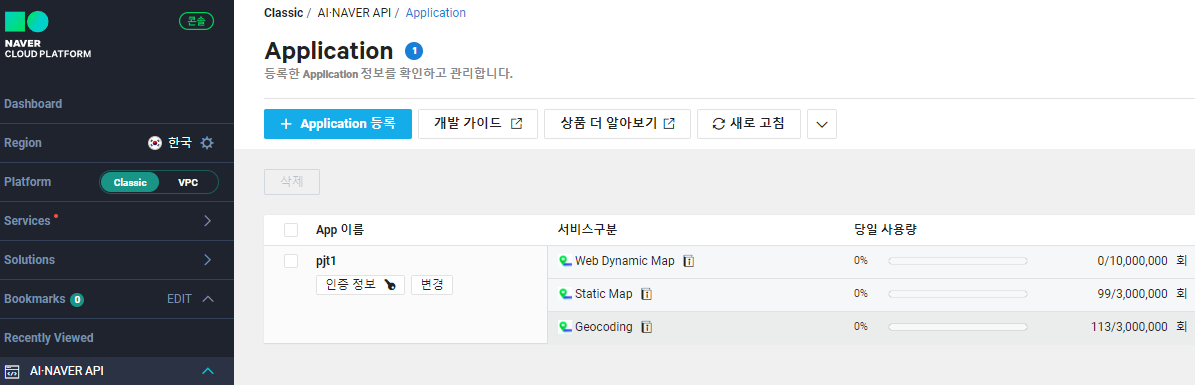 콘솔
NAVER
CLOUD PLATFORM
Dashboard
Region 한국
Platform Classic VPC
Services
Solutions
Bookmarks 0 EDIT
Recently Viewed
AI·NAVER API
Classic / AI·NAVER API / Application
Application 1
등록한 Application 정보를 확인하고 관리합니다.
+ Application 등록 개발 가이드 상품 더 알아보기 새로 고침
삭제
App 이름 서비스구분 당일 사용량
pjt1 Web Dynamic Map 0% 0/10,000,000 회
인증 정보 변경
Static Map 0% 99/3,000,000 회
Geocoding 0% 113/3,000,000 회